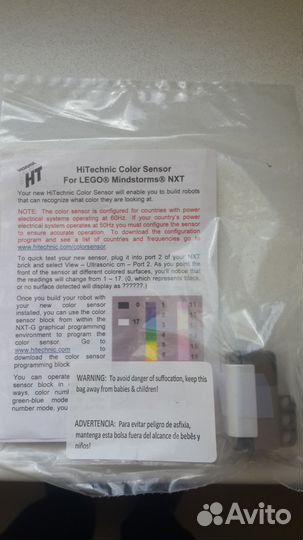 HITECHNIC
HT
HiTechnic Color Sensor
For LEGO® Mindstorms® NXT
Your new HiTechnic Color Sensor will enable you to build robots
that can recognize what color they are looking at.
NOTE: The color sensor is configured for countries with power
electrical systems operating at 60Hz. If your country's power
electrical system operates at 50Hz you must configure the sensor
to ensure accurate operation. To download the configuration
program and see a list of countries and frequencies go to
www.hitechnic.com/colorsensor.
To quick test your new sensor, plug it into port 2 of your NXT
brick and select View – Ultrasonic cm – Port 2. As you point the
front of the sensor at different colored surfaces, you'll notice that
the readings will change from 1 – 17. (0, which represents black,
or no surface detected will display as ??????.)
Once you build your robot with
your new color sensor
installed, you can use the color
sensor block from within the
NXT-G graphical programming
environment to program the
color sensor. Go to
www.hitechnic.com to
download the color sensor
programming block
You can operate
sensor block in
ways, color numl
green-blue mode
number mode, you
0
17
1
11
WARNING: To avoid danger of suffocation, keep this
bag away from babies & children!
ADVERTENCIA: Para evitar peligro de asfixia,
mantenga esta bolsa fuera del alcance de bebês y
niños!
Avito